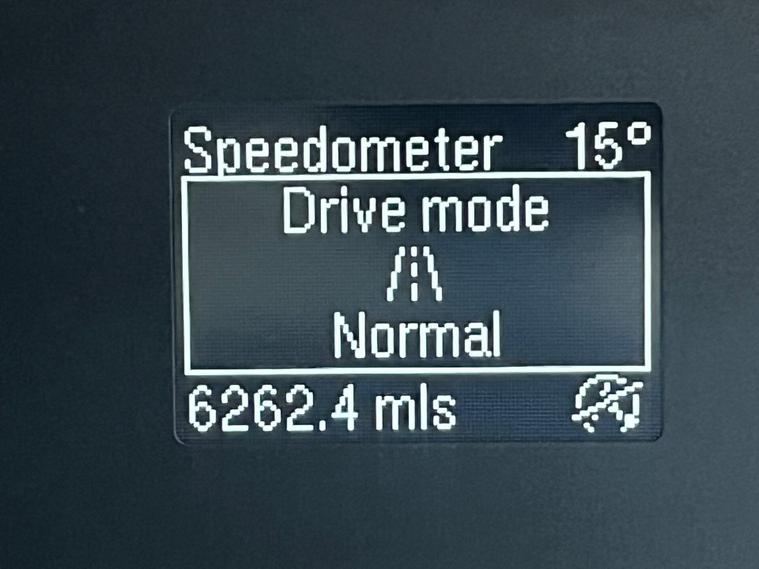 Speedometer 15°
Drive mode
Normal
6262.4 mls